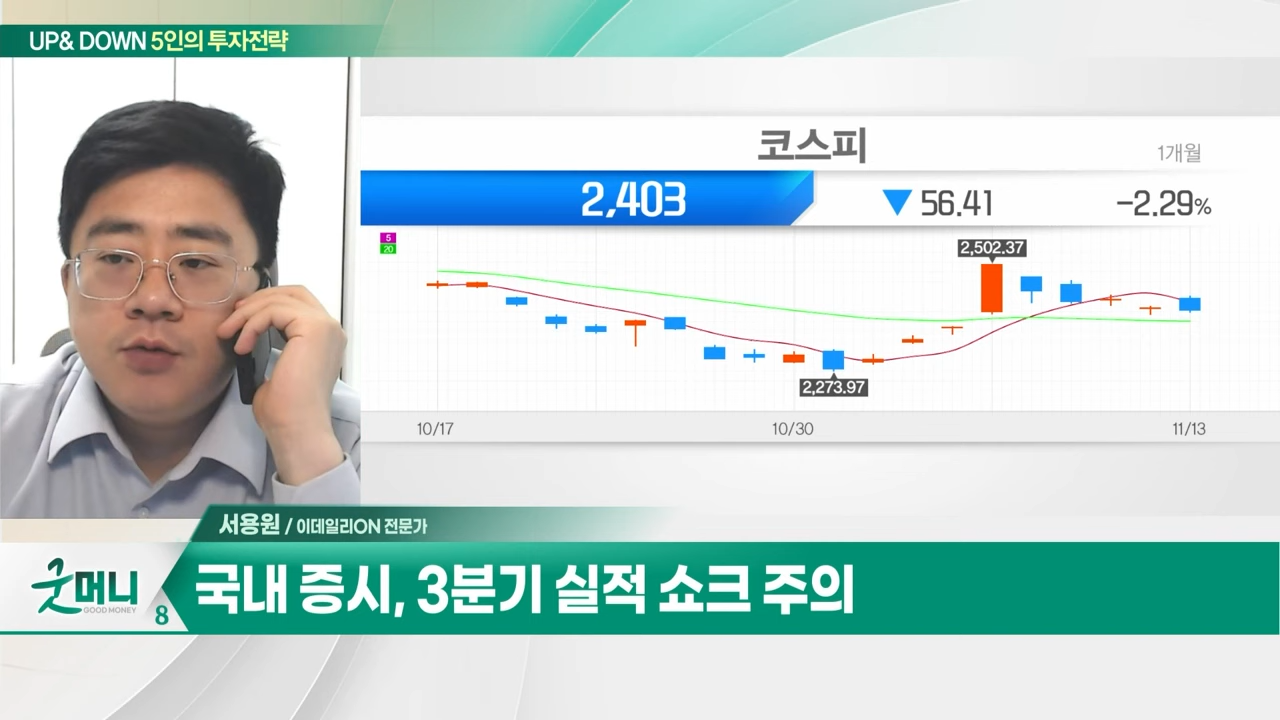 UP& DOWN 5인의 투자전략
코스피
1개월
2,403 ▼ 56.41 -2.29%
5
20
2,502.37
2,273.97
10/17 10/30 11/13
서용원 / 이데일리ON 전문가
굿머니
GOOD MONEY
8
국내 증시, 3분기 실적 쇼크 주의